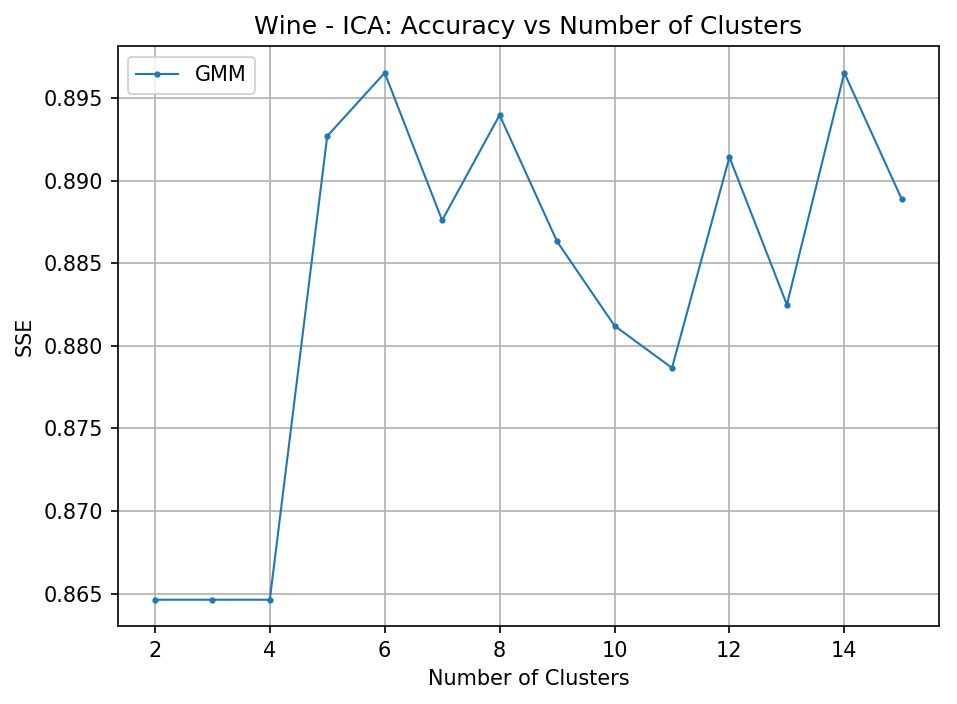 Wine - ICA: Accuracy vs Number of Clusters
GMM
0.895
0.890
0.885
0.880
0.875
0.870
0.865
SSE
2 4 6 8 10 12 14
Number of Clusters